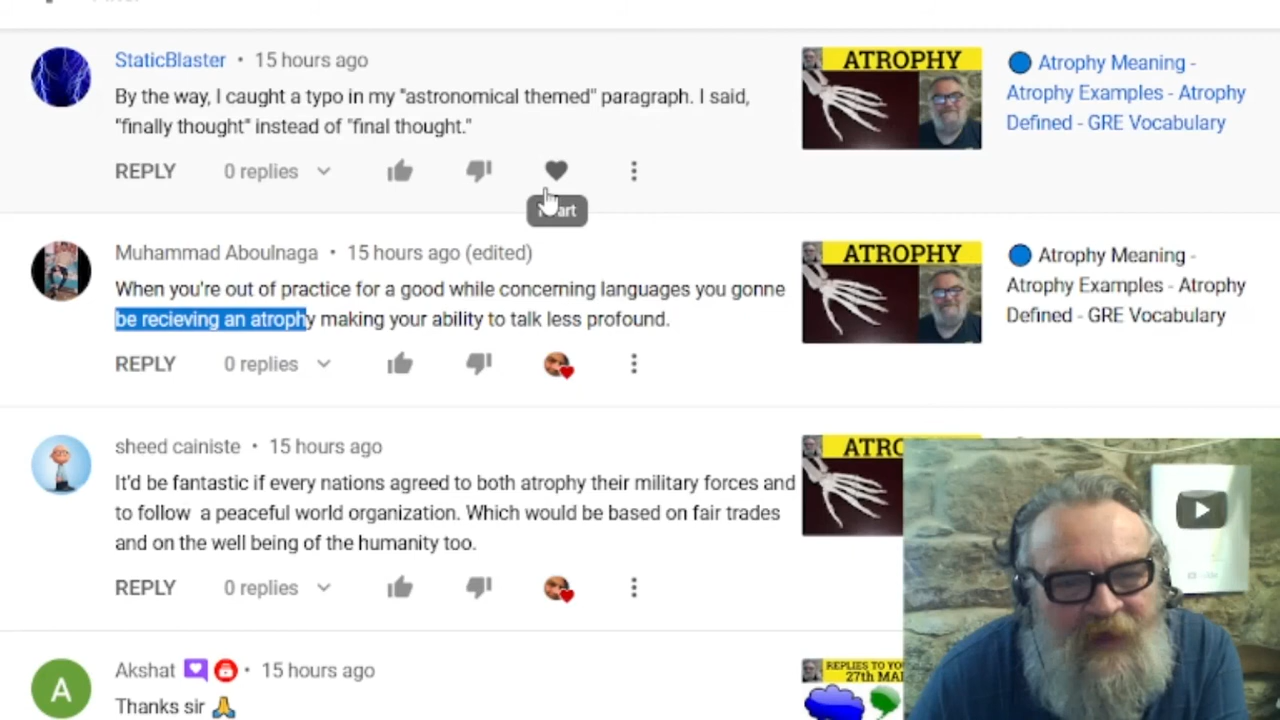 StaticBlaster • 15 hours ago
By the way, I caught a typo in my "astronomical themed" paragraph. I said,
"finally thought" instead of "final thought."
REPLY 0 replies
ATROPHY
Atrophy Meaning -
Atrophy Examples - Atrophy
Defined - GRE Vocabulary
Muhammad Aboulnaga • 15 hours ago (edited)
When you're out of practice for a good while concerning languages you gonne
be recieving an atrophy making your ability to talk less profound.
REPLY 0 replies
ATROPHY
Atrophy Meaning -
Atrophy Examples - Atrophy
Defined - GRE Vocabulary
sheed cainiste • 15 hours ago
It'd be fantastic if every nations agreed to both atrophy their military forces and
to follow a peaceful world organization. Which would be based on fair trades
and on the well being of the humanity too.
REPLY 0 replies
ATRO
Akshat • 15 hours ago
Thanks sir 🙏
A
REPLIES TO YO
27th MA